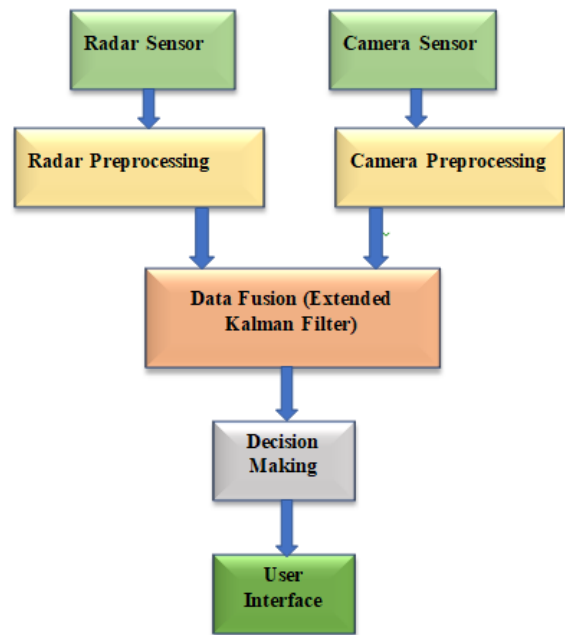 Radar Sensor
Camera Sensor
Radar Preprocessing
Camera Preprocessing
Data Fusion (Extended
Kalman Filter)
Decision
Making
User
Interface